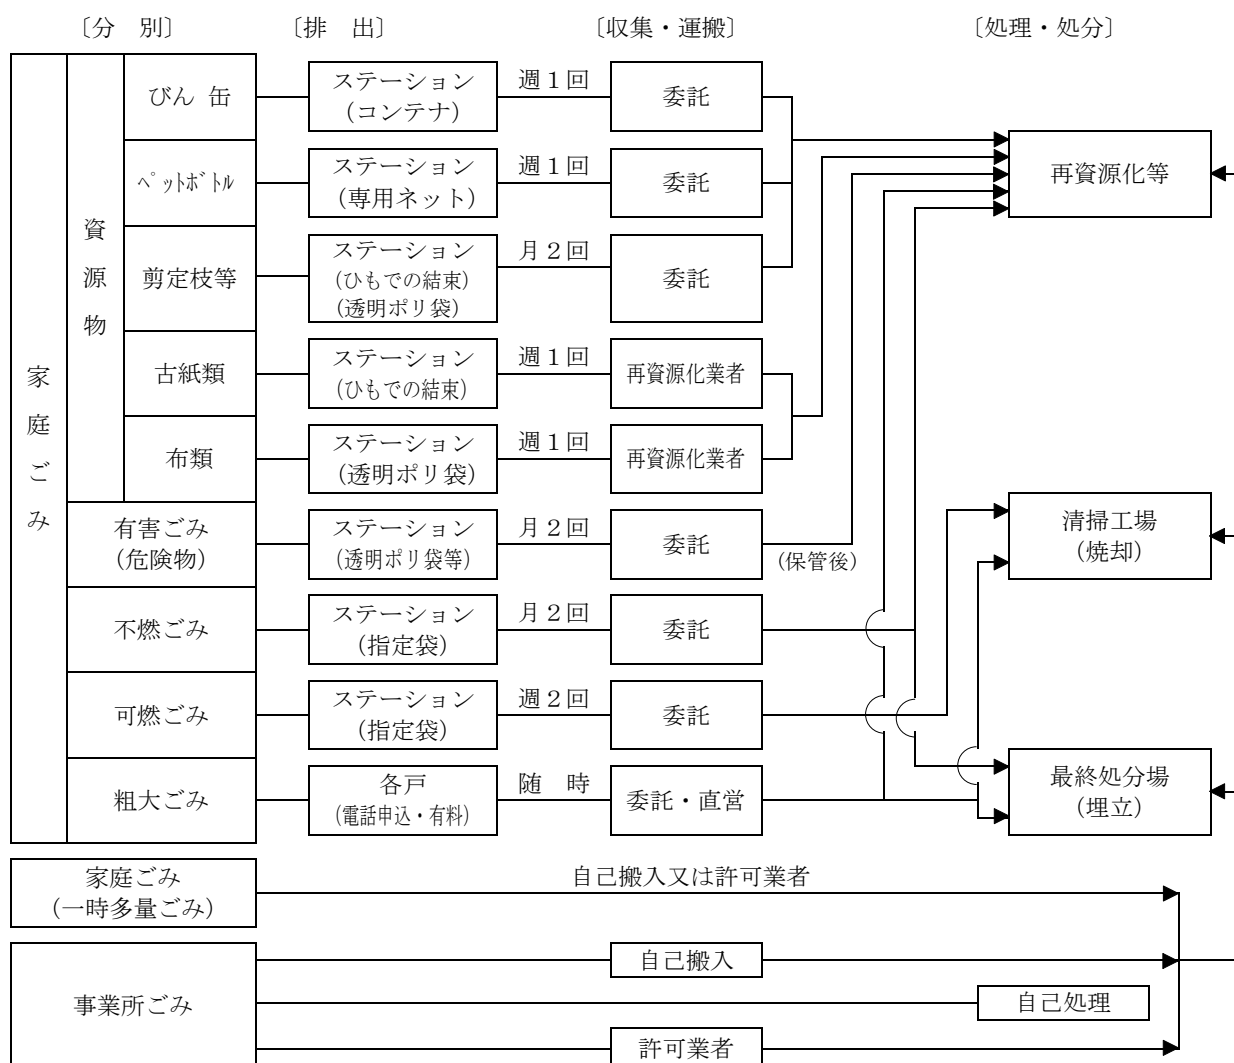 〔分　別〕
〔排　出〕
〔収集・運搬〕
〔処理・処分〕
家庭ごみ
資源物
びん 缶
ステーション
（コンテナ）
週１回
委託
ペットボトル
ステーション
（専用ネット）
週１回
委託
再資源化等
剪定枝等
ステーション
（ひもでの結束）
（透明ポリ袋）
月２回
委託
古紙類
ステーション
（ひもでの結束）
週１回
再資源化業者
布類
ステーション
（透明ポリ袋）
週１回
再資源化業者
有害ごみ
（危険物）
ステーション
（透明ポリ袋等）
月２回
委託
（保管後）
清掃工場
（焼却）
不燃ごみ
ステーション
（指定袋）
月２回
委託
可燃ごみ
ステーション
（指定袋）
週２回
委託
粗大ごみ
各戸
（電話申込・有料）
随　時
委託・直営
最終処分場
（埋立）
家庭ごみ
（一時多量ごみ）
自己搬入又は許可業者
事業所ごみ
自己搬入
自己処理
許可業者